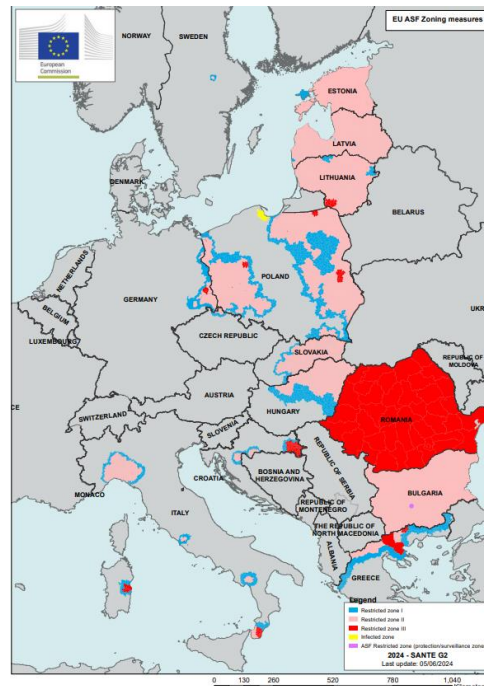 EU ASF Zoning measures
European
Commission
NORWAY
SWEDEN
ESTONIA
LATVIA
LITHUANIA
DENMARK
BELARUS
NETHERLANDS
POLAND
GERMANY
BELGIUM
LUXEMBOURG
CZECH REPUBLIC
UKR
SLOVAKIA
REPUBLIC OF
MOLDOVA
AUSTRIA
HUNGARY
CE
SWITZERLAND
SLOVENIA
ROMANIA
CROATIA
BOSNIA AND
HERZEGOVINA
REPUBLIC OF SERBIA
MONACO
ITALY
REPUBLIC OF
MONTENEGRO
BULGARIA
THE REPUBLIC OF
NORTH MACEDONIA
ALBANIA
GREECE
Legend
Restricted zone I
Restricted zone II
Restricted zone III
Infected zone
ASF Restricted zone (protection/surveillance zone
2024 - SANTE G2
Last update: 05/06/2024
0 130 260 520 780 1,040